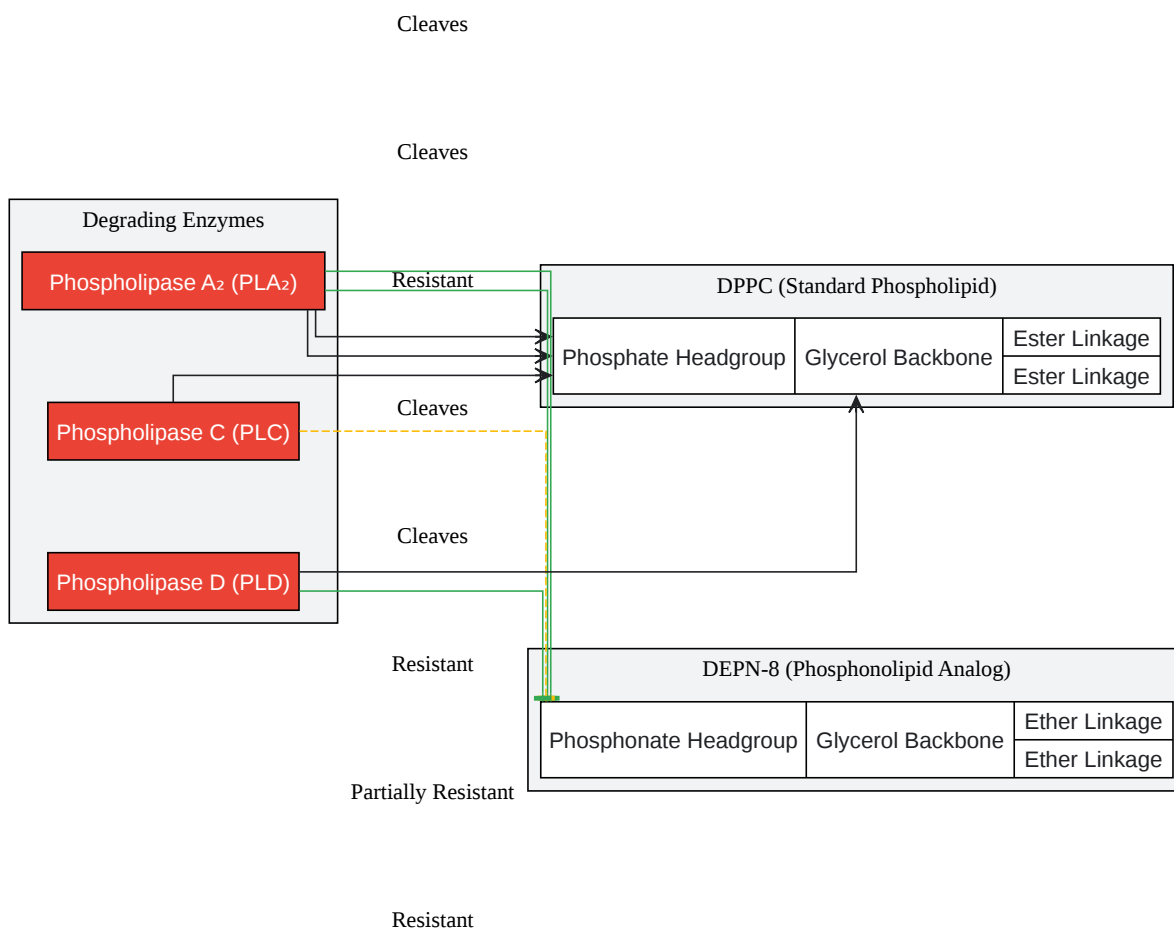 Cleaves
Cleaves
Degrading Enzymes
Phospholipase A₂ (PLA₂)
Resistant
DPPC (Standard Phospholipid)
Phosphate Headgroup
Glycerol Backbone
Ester Linkage
Ester Linkage
Phospholipase C (PLC)
Cleaves
Cleaves
Phospholipase D (PLD)
Resistant
DEPN-8 (Phosphonolipid Analog)
Phosphonate Headgroup
Glycerol Backbone
Ether Linkage
Ether Linkage
Partially Resistant
Resistant